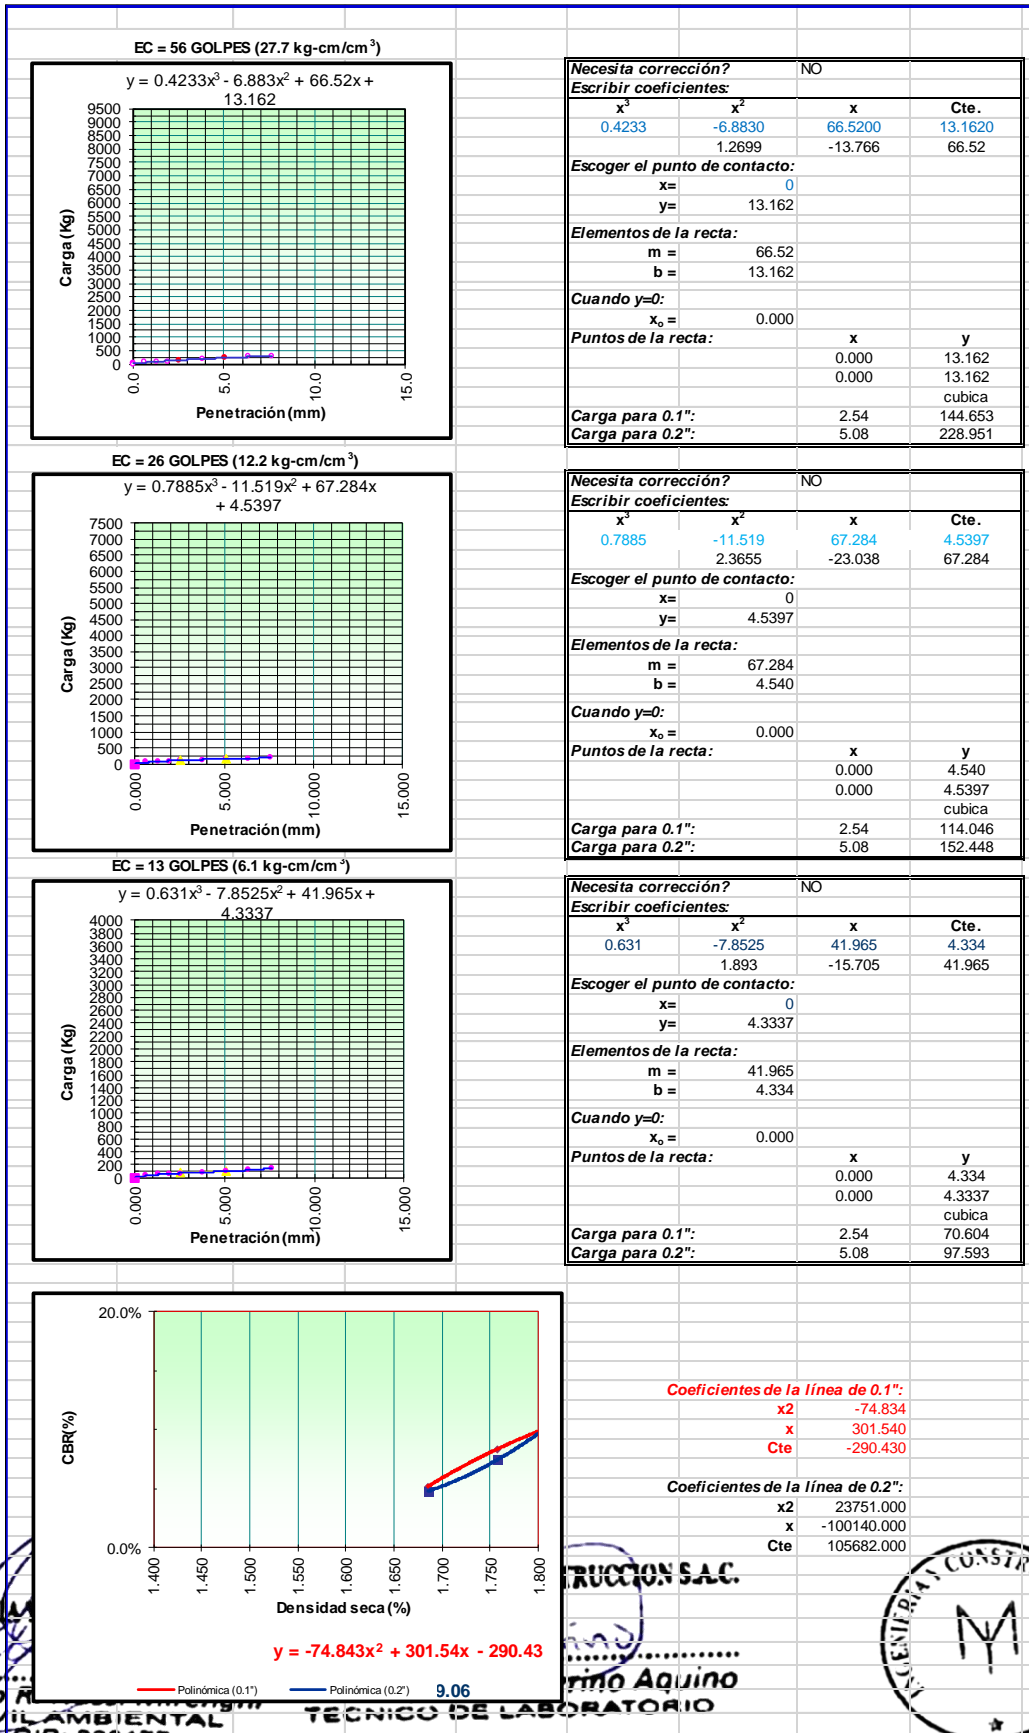 EC = 56 GOLPES (27.7 kg-cm/cm³)
y = 0.4233x³ - 6.883x² + 66.52x +
13.162
9500
9000
8500
8000
7500
7000
6500
6000
5500
5000
4500
4000
3500
3000
2500
2000
1500
1000
500
0
Carga (Kg)
0.0
5.0
10.0
15.0
Penetración (mm)
Necesita corrección? NO
Escribir coeficientes:
x³ x² x Cte.
0.4233 -6.8830 66.5200 13.1620
1.2699 -13.766 66.52
Escoger el punto de contacto:
x= 0
y= 13.162
Elementos de la recta:
m = 66.52
b = 13.162
Cuando y=0:
xₒ = 0.000
Puntos de la recta: x y
0.000 13.162
0.000 13.162
cubica
Carga para 0.1": 2.54 144.653
Carga para 0.2": 5.08 228.951
EC = 26 GOLPES (12.2 kg-cm/cm³)
y = 0.7885x³ - 11.519x² + 67.284x
+ 4.5397
7500
7000
6500
6000
5500
5000
4500
4000
3500
3000
2500
2000
1500
1000
500
0
Carga (Kg)
0.000
5.000
10.000
15.000
Penetración (mm)
Necesita corrección? NO
Escribir coeficientes:
x³ x² x Cte.
0.7885 -11.519 67.284 4.5397
2.3655 -23.038 67.284
Escoger el punto de contacto:
x= 0
y= 4.5397
Elementos de la recta:
m = 67.284
b = 4.540
Cuando y=0:
xₒ = 0.000
Puntos de la recta: x y
0.000 4.540
0.000 4.5397
cubica
Carga para 0.1": 2.54 114.046
Carga para 0.2": 5.08 152.448
EC = 13 GOLPES (6.1 kg-cm/cm³)
y = 0.631x³ - 7.8525x² + 41.965x +
4.3337
4000
3800
3600
3400
3200
3000
2800
2600
2400
2200
2000
1800
1600
1400
1200
1000
800
600
400
200
0
Carga (Kg)
0.000
5.000
10.000
15.000
Penetración (mm)
Necesita corrección? NO
Escribir coeficientes:
x³ x² x Cte.
0.631 -7.8525 41.965 4.334
1.893 -15.705 41.965
Escoger el punto de contacto:
x= 0
y= 4.3337
Elementos de la recta:
m = 41.965
b = 4.334
Cuando y=0:
xₒ = 0.000
Puntos de la recta: x y
0.000 4.334
0.000 4.3337
cubica
Carga para 0.1": 2.54 70.604
Carga para 0.2": 5.08 97.593
20.0%
0.0%
CBR(%)
1.400
1.450
1.500
1.550
1.600
1.650
1.700
1.750
1.800
Densidad seca (%)
y = -74.843x² + 301.54x - 290.43
Polinómica (0.1") Polinómica (0.2") 9.06
Coeficientes de la línea de 0.1":
x2 -74.834
x 301.540
Cte -290.430
Coeficientes de la línea de 0.2":
x2 23751.000
x -100140.000
Cte 105682.000
RUCCION S.A.C.
Aquino
AMBIENTAL
TECNICO DE LABORATORIO